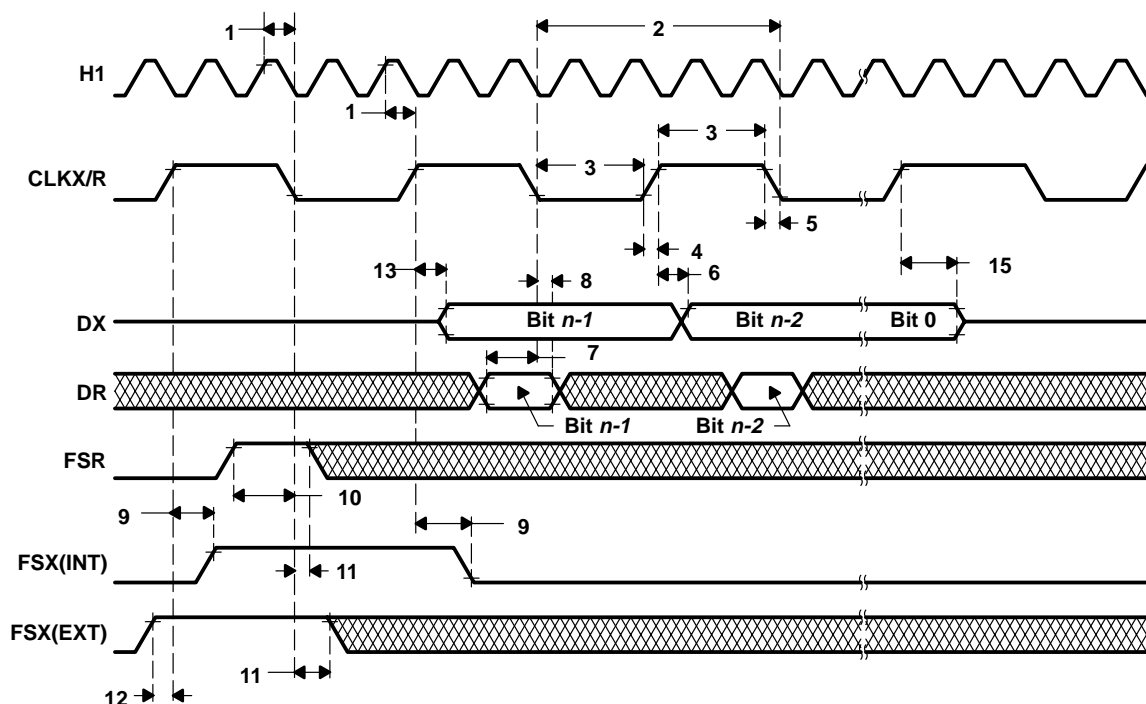 1
2
H1
1
3
3
CLKX/R
5
4
13
8
6
15
DX
Bit n-1
Bit n-2
Bit 0
7
DR
Bit n-1
Bit n-2
FSR
10
9
9
FSX(INT)
11
FSX(EXT)
11
12